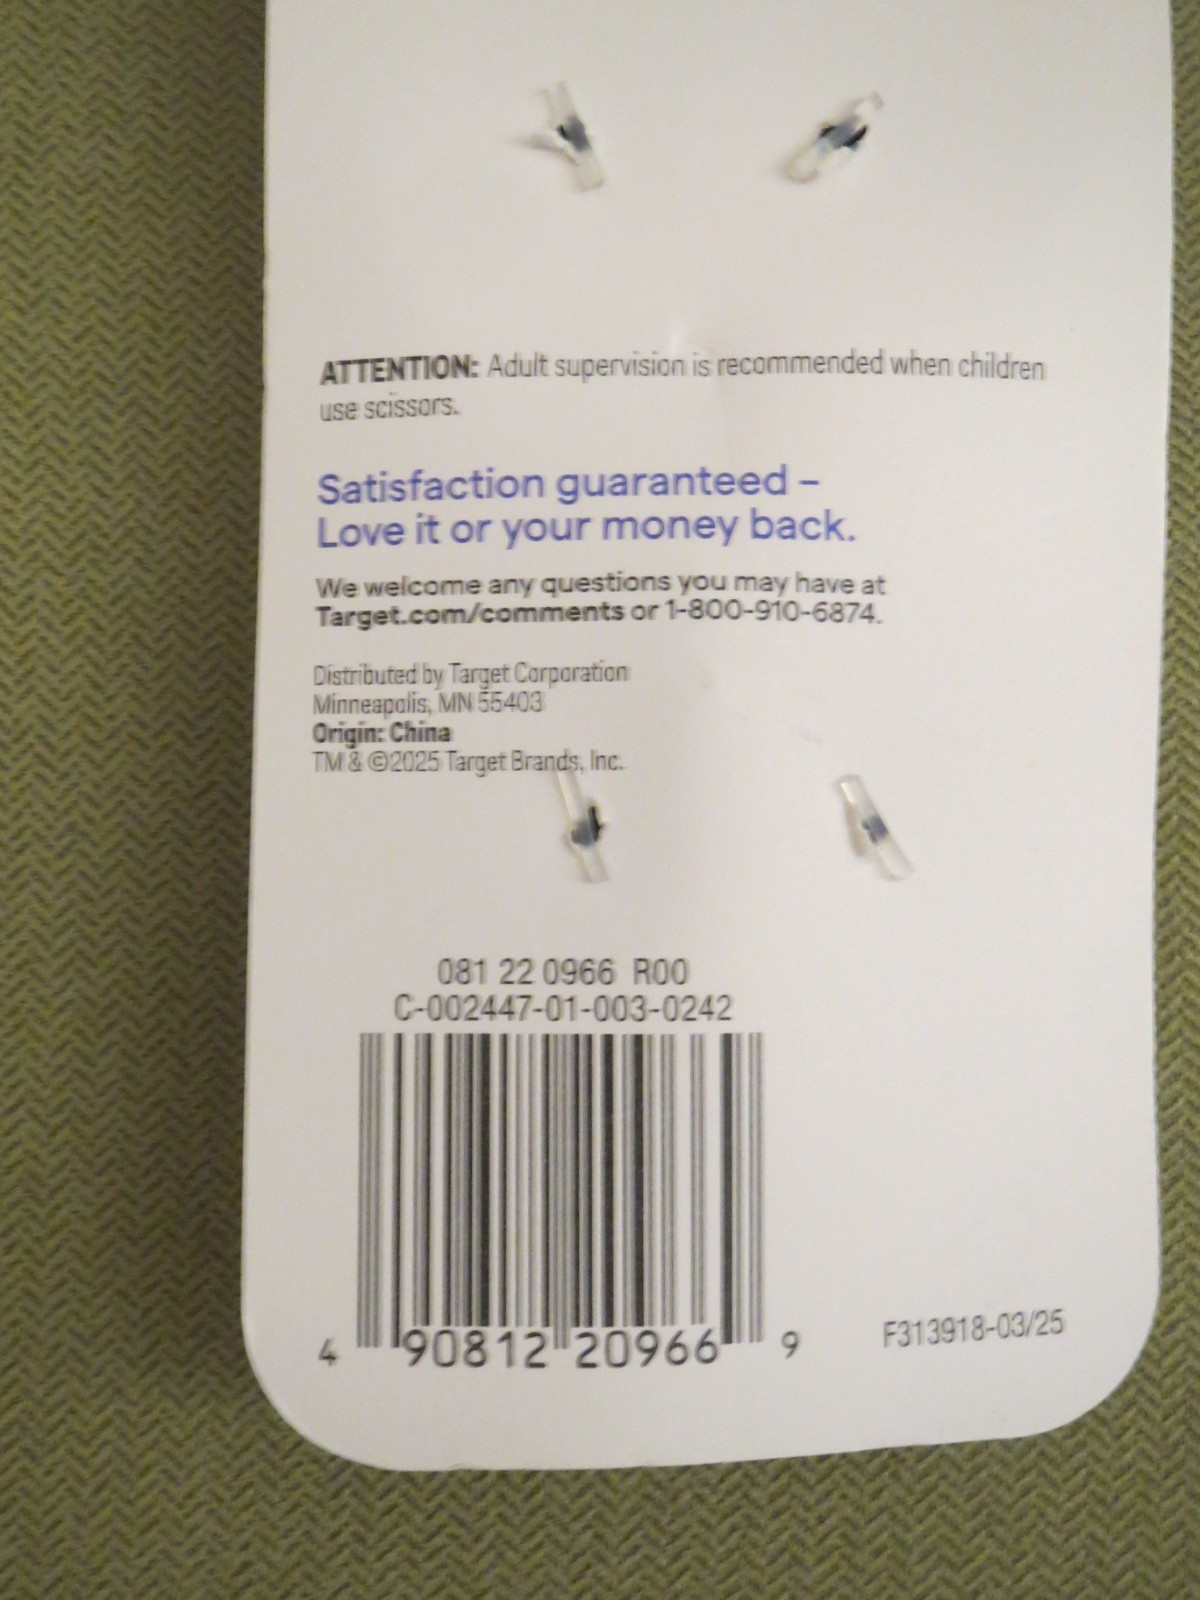 ATTENTION: Adult supervision is recommended when children
use scissors.
Satisfaction guaranteed –
Love it or your money back.
We welcome any questions you may have at
Target.com/comments or 1-800-910-6874.
Distributed by Target Corporation
Minneapolis, MN 55403
Origin: China
TM & ©2025 Target Brands, Inc.
081 22 0966 R00
C-002447-01-003-0242
4 90812 20966 9
F313918-03/25